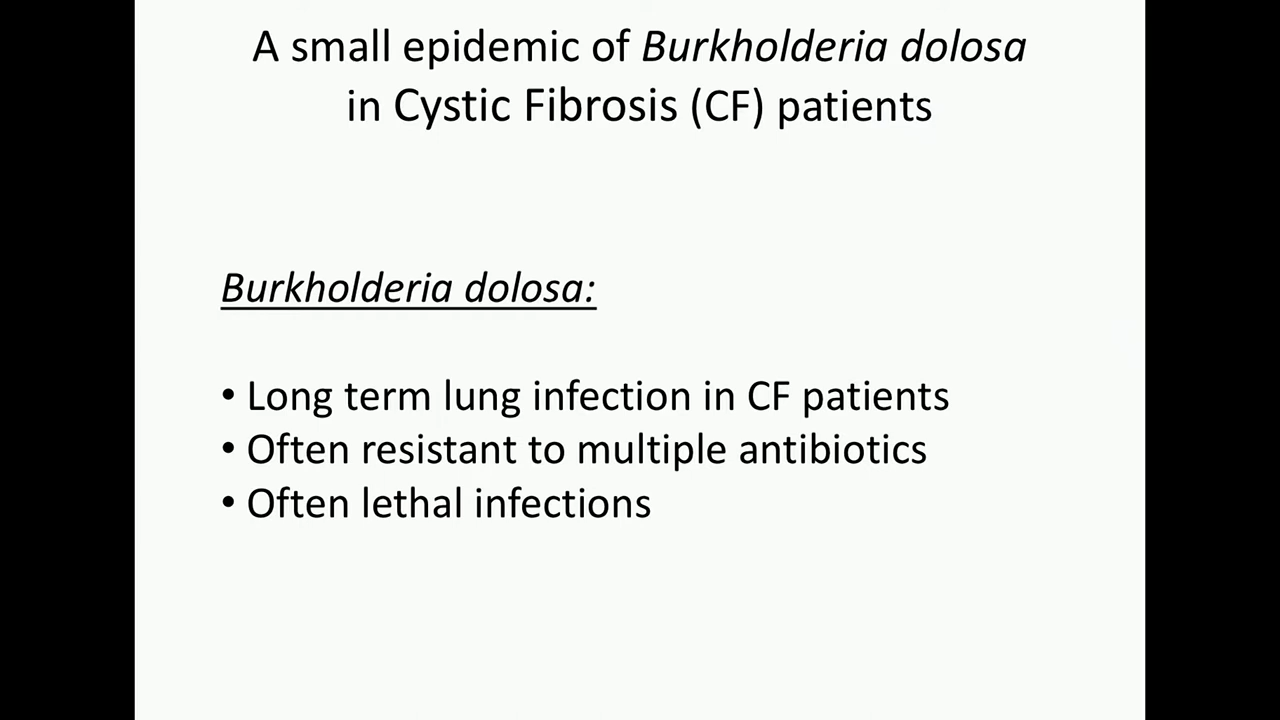 A small epidemic of Burkholderia dolosa
in Cystic Fibrosis (CF) patients
Burkholderia dolosa:
• Long term lung infection in CF patients
• Often resistant to multiple antibiotics
• Often lethal infections